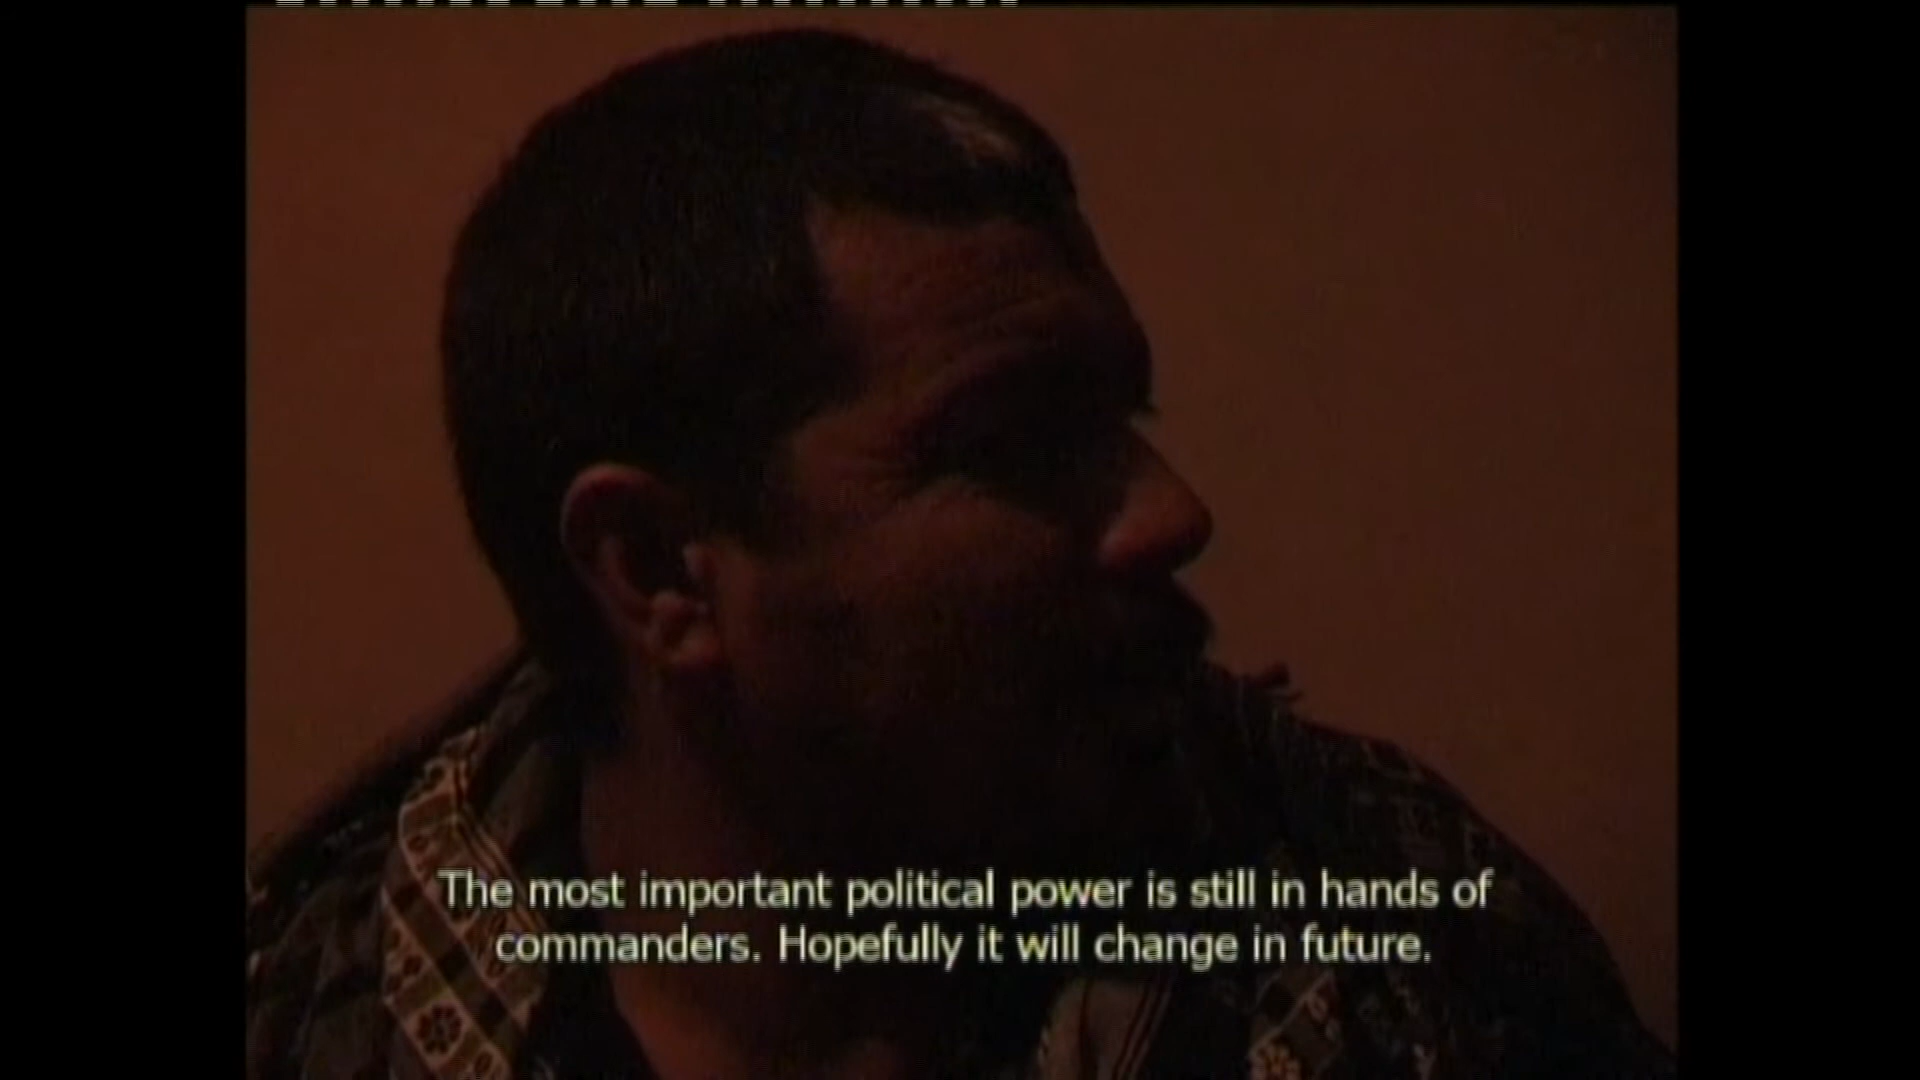 The most important political power is still in hands of
commanders. Hopefully it will change in future.